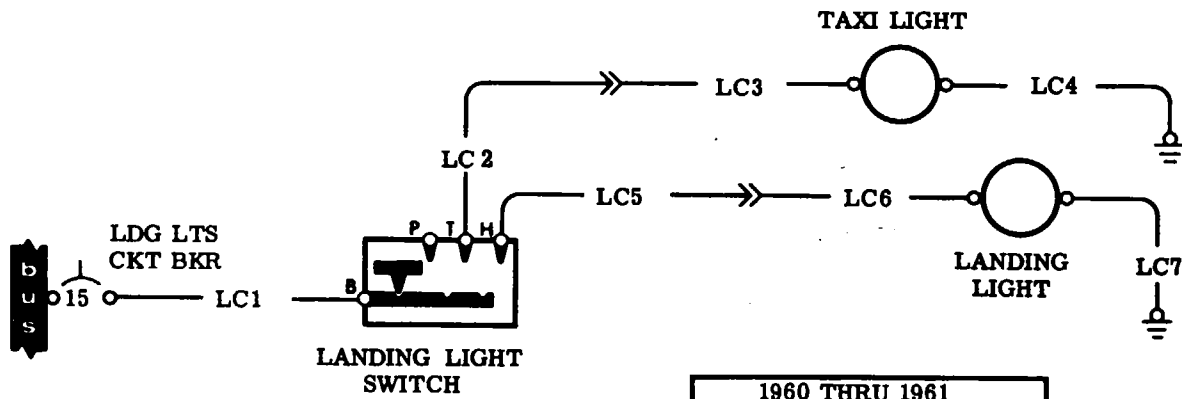 TAXI LIGHT
LC3
LC4
LC 2
LC5
LC6
P T H
LDG LTS
CKT BKR
bus
15
LC1
B
LANDING LIGHT
SWITCH
LANDING
LIGHT
LC7
1960 THRU 1961